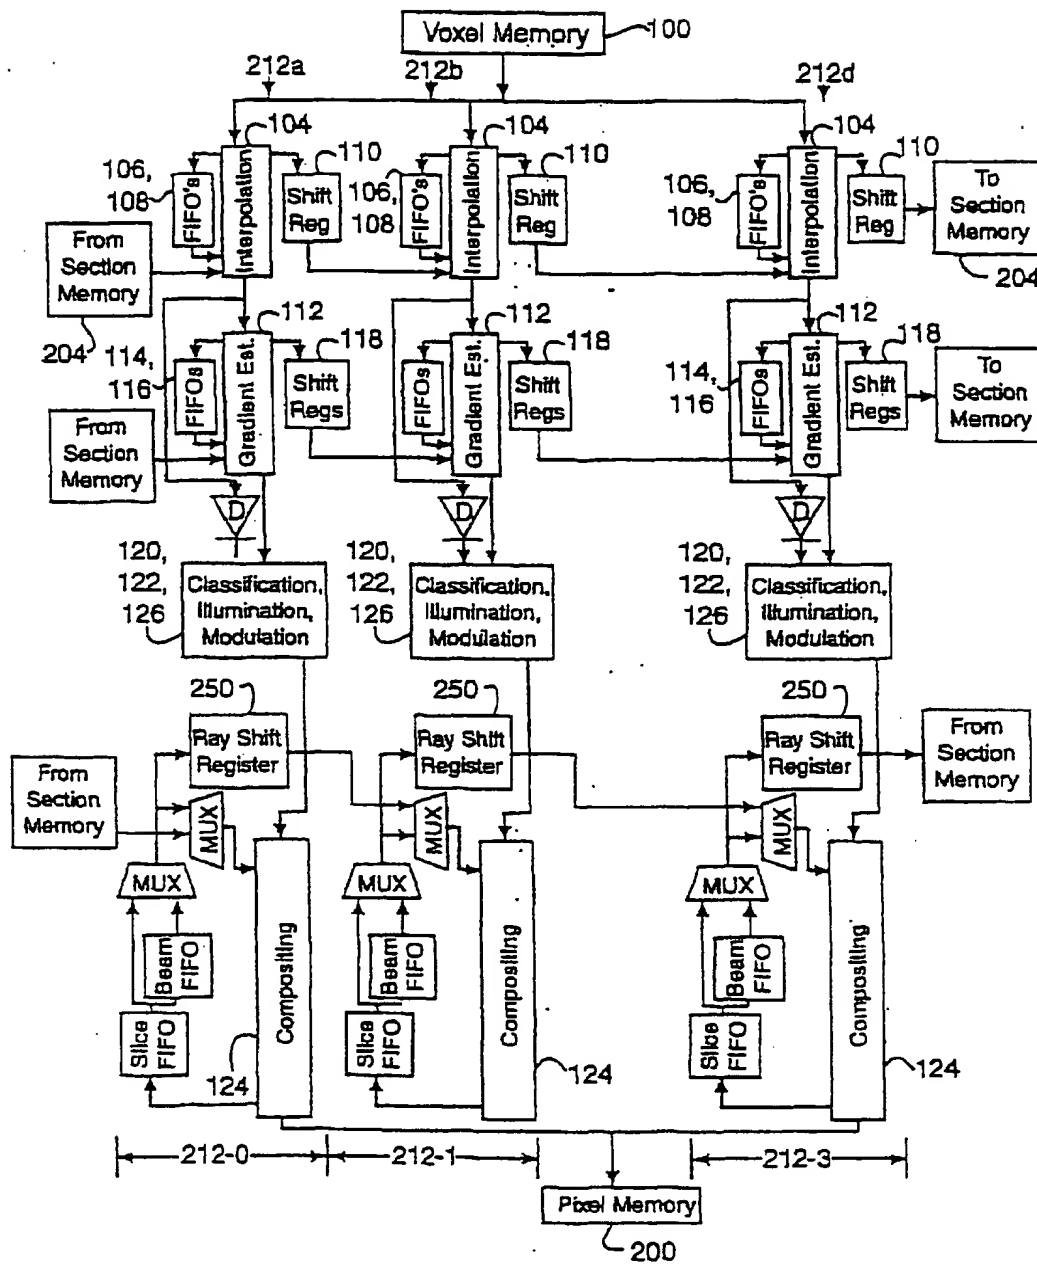 Voxel Memory
100
212a
212b
212d
104
104
104
106,
108
FIFO's
Interpolation
Shift
Reg
110
106,
108
FIFO's
Interpolation
Shift
Reg
110
106,
108
FIFO's
Interpolation
Shift
Reg
110
To
Section
Memory
204
From
Section
Memory
204
112
112
112
114,
116
FIFOs
Gradient Est.
Shift
Regs
118
FIFOs
Gradient Est.
Shift
Regs
118
114,
116
FIFOs
Gradient Est.
Shift
Regs
118
To
Section
Memory
From
Section
Memory
D
D
D
120,
122,
126
Classification,
Illumination,
Modulation
120,
122,
126
Classification,
Illumination,
Modulation
120,
122,
126
Classification,
Illumination,
Modulation
250
250
250
Ray Shift
Register
Ray Shift
Register
Ray Shift
Register
From
Section
Memory
From
Section
Memory
MUX
MUX
MUX
MUX
MUX
MUX
Beam
FIFO
Beam
FIFO
Beam
FIFO
Slice
FIFO
Slice
FIFO
Slice
FIFO
Compositing
Compositing
Compositing
124
124
124
212-0
212-1
212-3
Pixel Memory
200